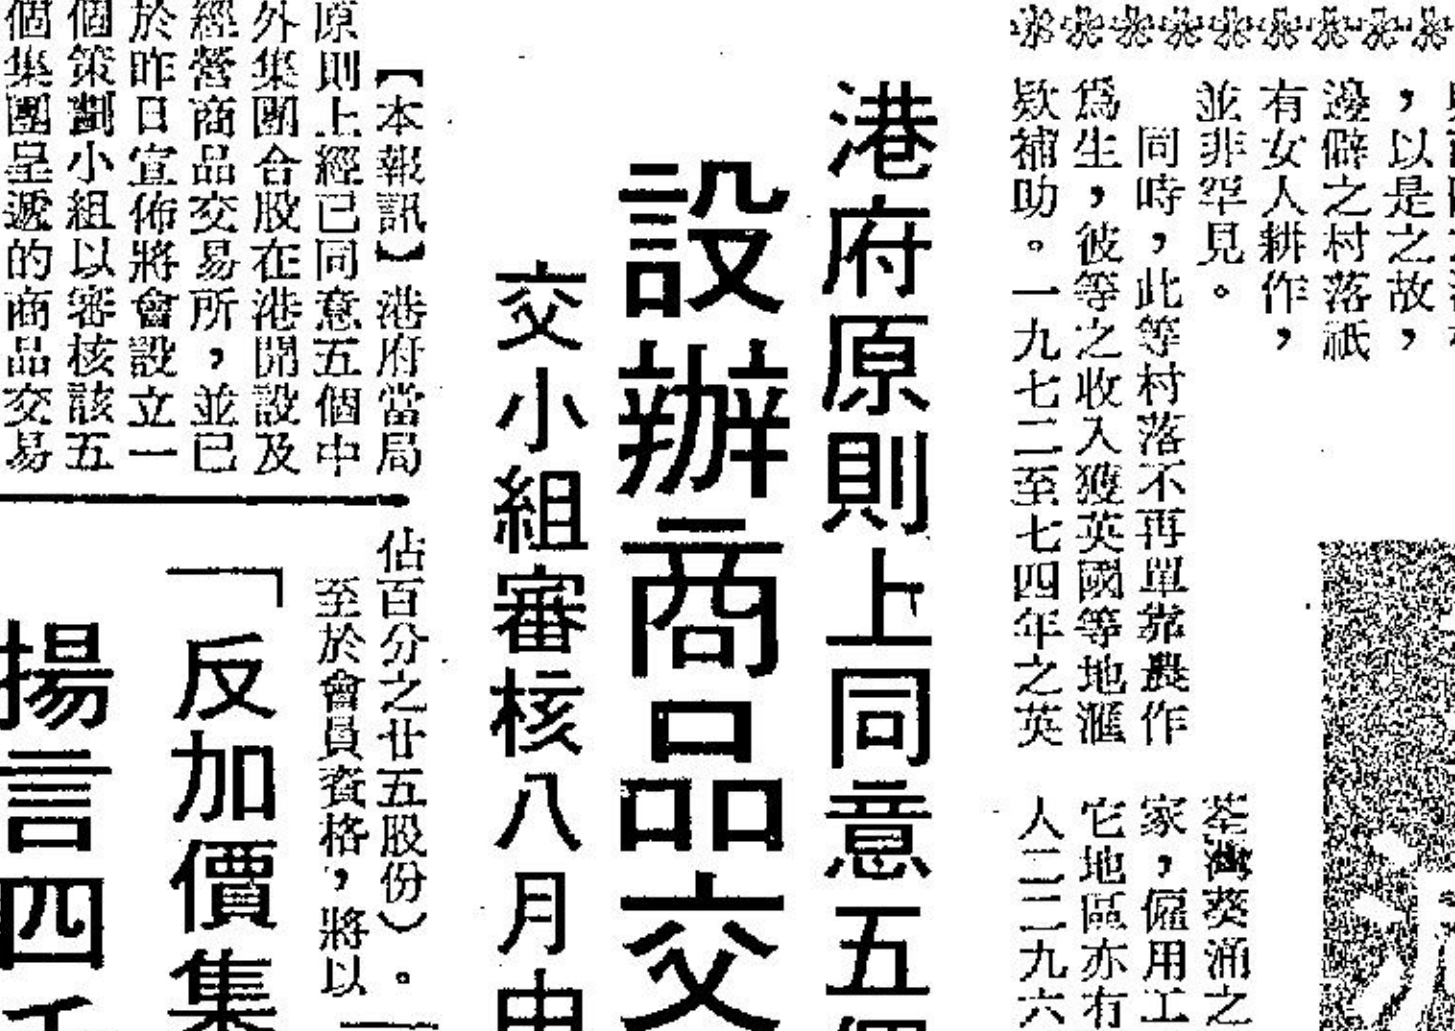 ，以是之故，
邊僻之村落祇
有女人耕作，
並非罕見。
同時，此等村落不再單靠農作
爲生，彼等之收入獲英國等地滙
欵補助。一九七二至七四年之英
荃灣葵涌之
家，僱用工
它地區亦有
人二二九六
港府原則上同意五個
設辦商品交
交小組審核八月中
【本報訊】港府當局
原則上經已同意五個中
外集團合股在港開設及
經營商品交易所，並已
於昨日宣佈將會設立一
個策劃小組以審核該五
個集團呈遞的商品交易
佔百分之廿五股份）。
至於會員資格，將以
「反加價集
揚言四千